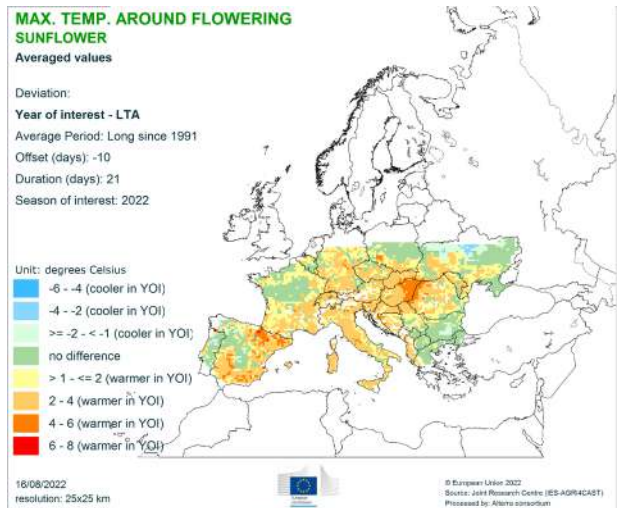 MAX. TEMP. AROUND FLOWERING
SUNFLOWER
Averaged values
Deviation:
Year of interest - LTA
Average Period: Long since 1991
Offset (days): -10
Duration (days): 21
Season of interest: 2022
Unit: degrees Celsius
-6 - -4 (cooler in YOI)
-4 - -2 (cooler in YOI)
>= -2 - < -1 (cooler in YOI)
no difference
> 1 - <= 2 (warmer in YOI)
2 - 4 (warmer in YOI)
4 - 6 (warmer in YOI)
6 - 8 (warmer in YOI)
16/08/2022
resolution: 25x25 km
© European Union 2022
Source: Joint Research Centre (IES-AGRI4CAST)
Processed by: Alterra consortium